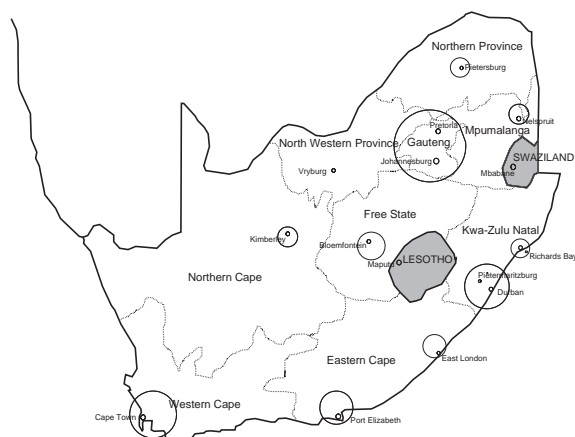 Northern Province
Pietersburg
Nelspruit
Pretoria
Mpumalanga
North Western Province
Gauteng
Johannesburg
SWAZILAND
Vryburg
Mbabane
Free State
Kwa-Zulu Natal
Kimberley
Bloemfontein
Maputo
LESOTHO
Richards Bay
Northern Cape
Pietermaritzburg
Durban
Eastern Cape
East London
Western Cape
Cape Town
Port Elizabeth